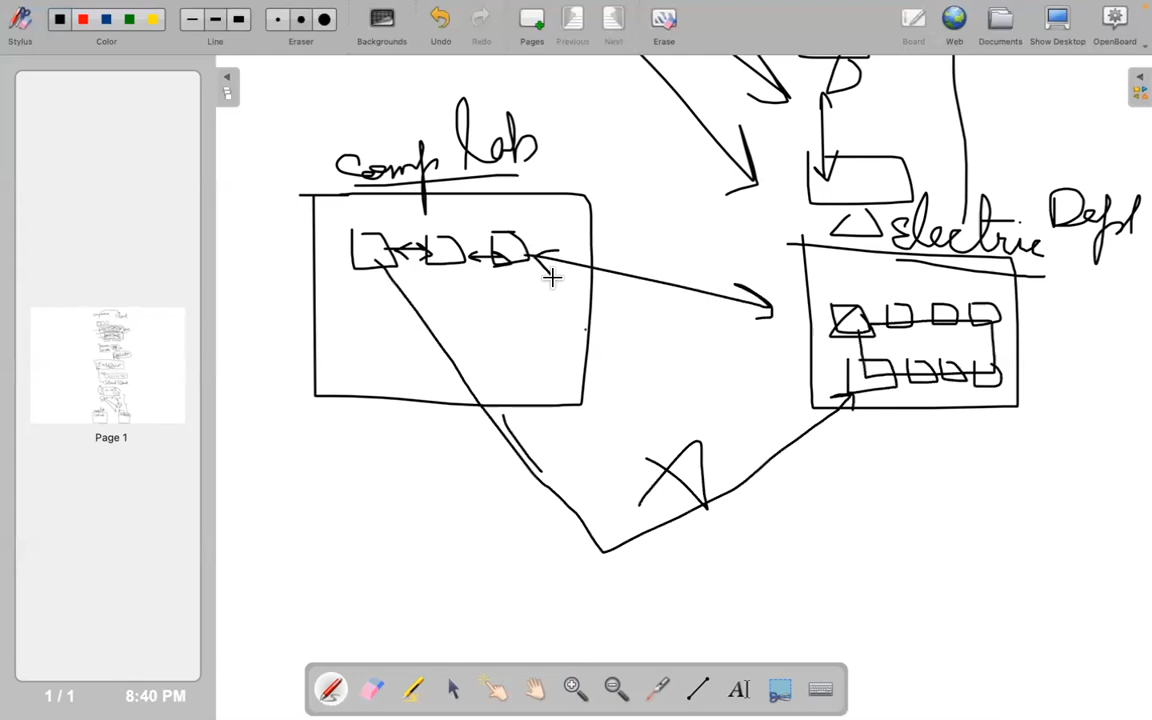 Stylus
Color
Line
Eraser
Backgrounds
Undo
Redo
Pages
Previous
Next
Erase
Board
Web
Documents
Show Desktop
OpenBoard
comp lab
D
Electric Dept
Page 1
1 / 1
8:40 PM